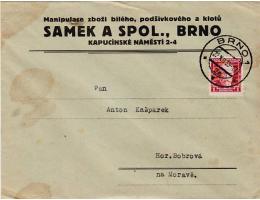 Manipulace zboží bílého, podšívkového a klotů
SAMEK A SPOL., BRNO
KAPUCÍNSKÉ NÁMĚSTÍ 2-4
BRNO 1
Pan
Anton Kašparek
Hor.Bobrová
na Moravě.